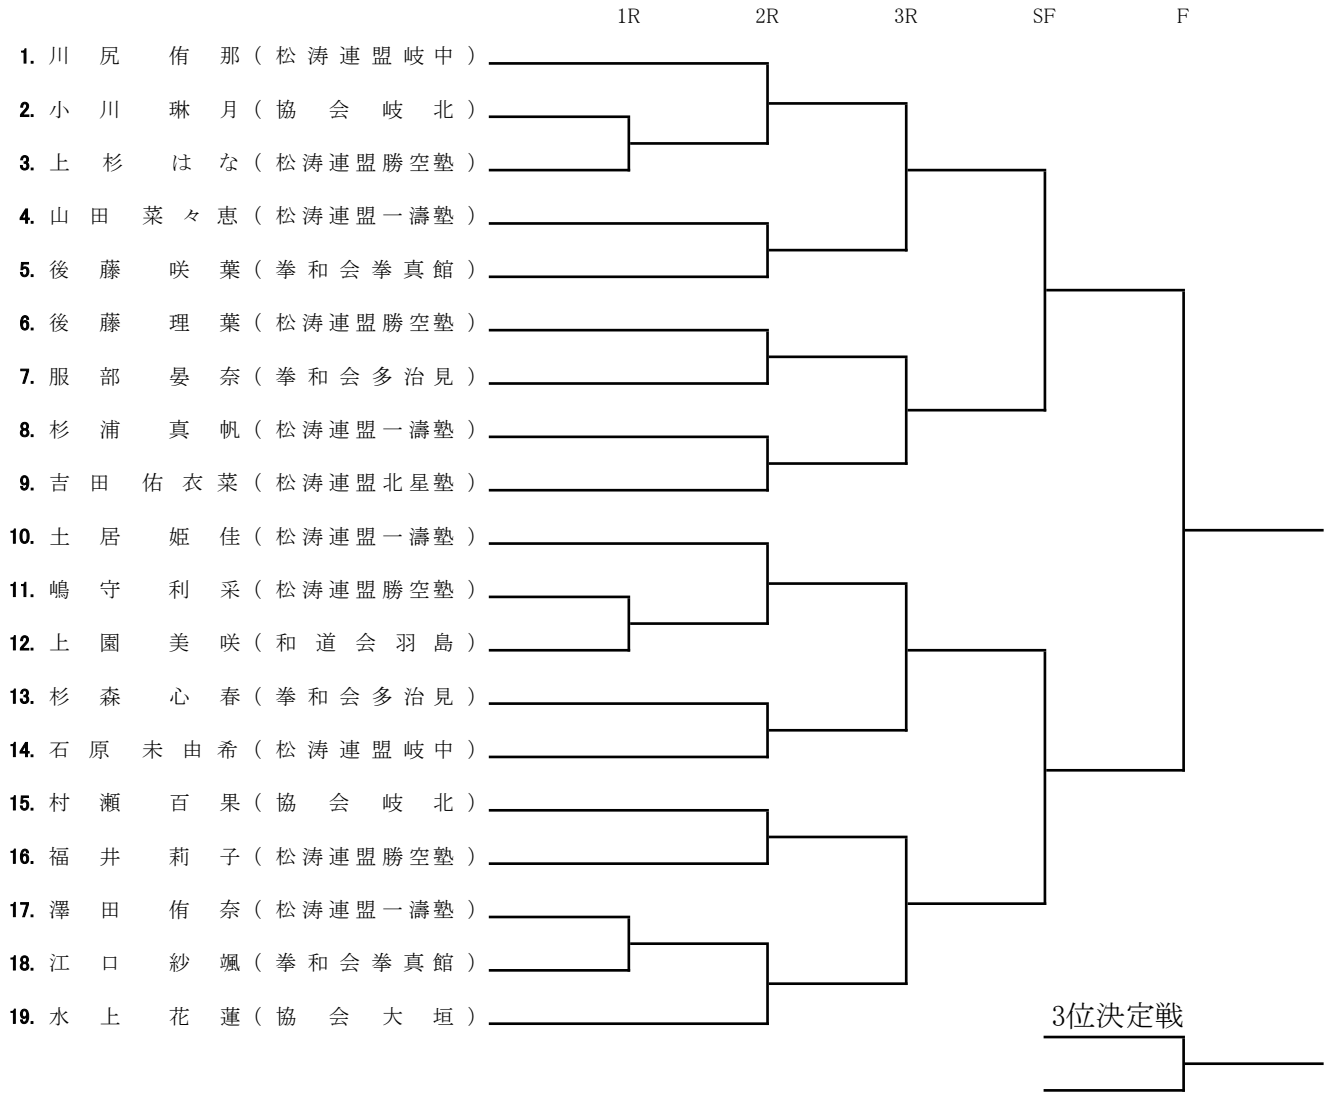 1R 2R 3R SF F
1. 川尻 侑那 (松涛連盟岐中)
2. 小川 琳月 (協会岐北)
3. 上杉 はな (松涛連盟勝空塾)
4. 山田 菜々恵 (松涛連盟一濤塾)
5. 後藤 咲葉 (拳和会拳真館)
6. 後藤 理葉 (松涛連盟勝空塾)
7. 服部 晏奈 (拳和会多治見)
8. 杉浦 真帆 (松涛連盟一濤塾)
9. 吉田 佑衣菜 (松涛連盟北星塾)
10. 土居 姫佳 (松涛連盟一濤塾)
11. 嶋守 利采 (松涛連盟勝空塾)
12. 上園 美咲 (和道会羽島)
13. 杉森 心春 (拳和会多治見)
14. 石原 未由希 (松涛連盟岐中)
15. 村瀬 百果 (協会岐北)
16. 福井 莉子 (松涛連盟勝空塾)
17. 澤田 侑奈 (松涛連盟一濤塾)
18. 江口 紗颯 (拳和会拳真館)
19. 水上 花蓮 (協会大垣)
3位決定戦